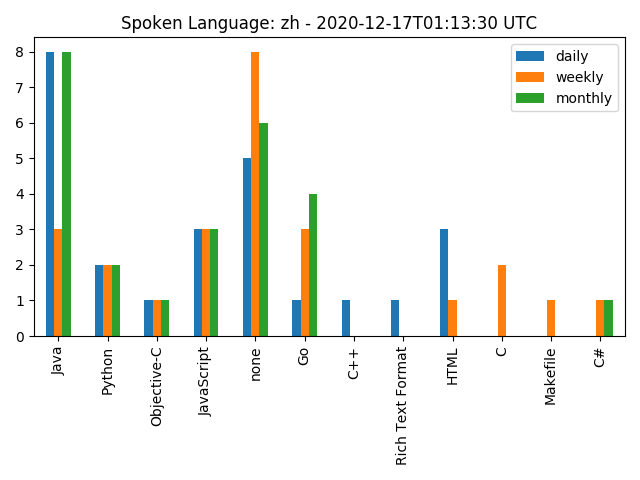 Spoken Language: zh - 2020-12-17T01:13:30 UTC
daily
weekly
monthly
8
7
6
5
4
3
2
1
0
Java
Python
Objective-C
JavaScript
none
Go
C++
Rich Text Format
HTML
C
Makefile
C#